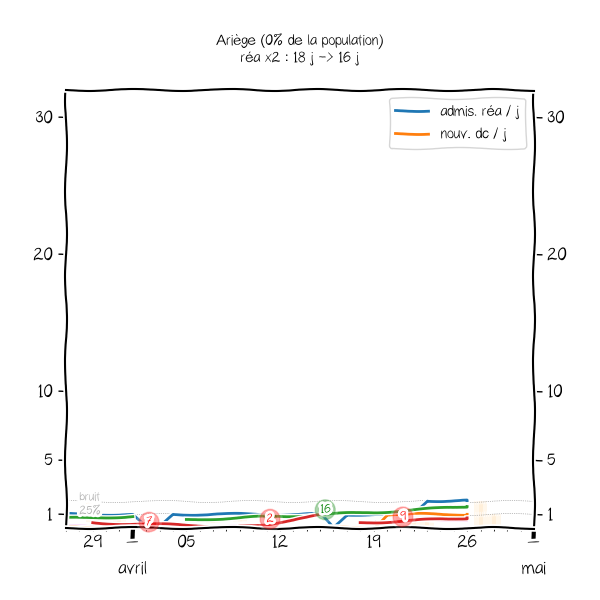 Ariège (0% de la population)
réa x2 : 18 j -> 16 j
admis. réa / j
nouv. dc / j
30
30
20
20
10
10
5
5
bruit
25%
1
1
7
2
16
9
29
05
12
19
26
avril
mai